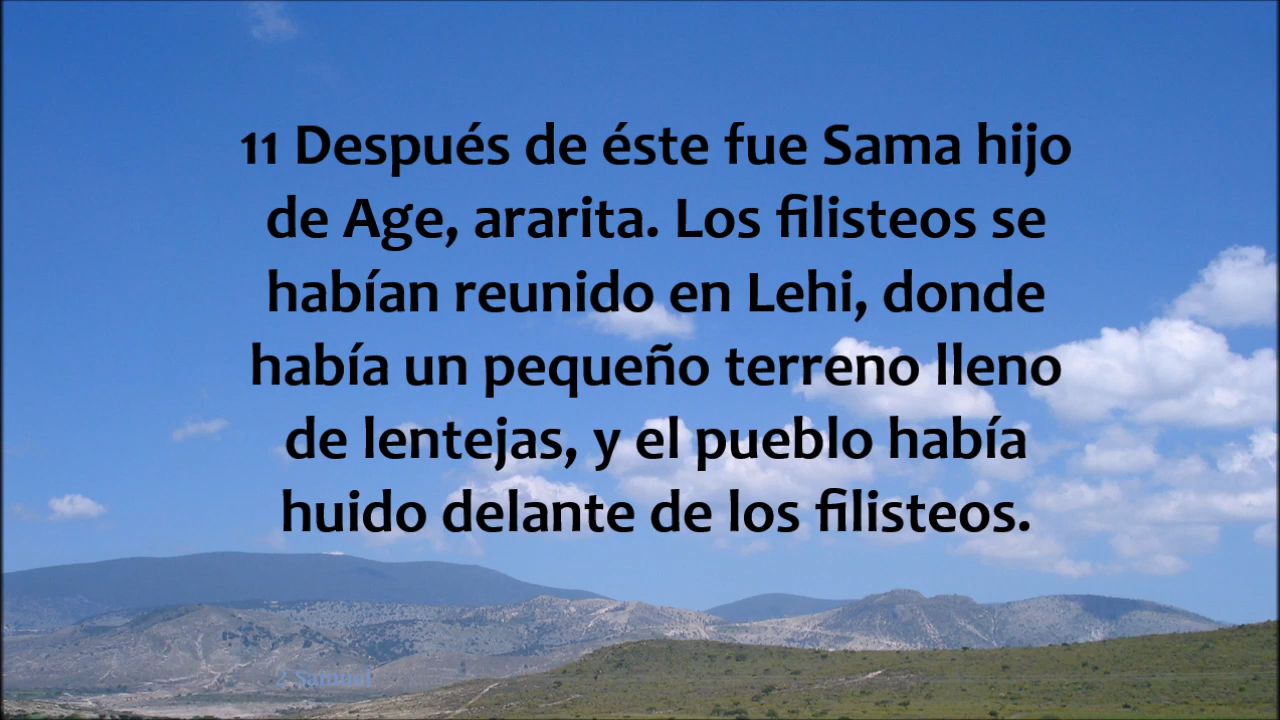 11 Después de éste fue Sama hijo
de Age, ararita. Los filisteos se
habían reunido en Lehi, donde
había un pequeño terreno lleno
de lentejas, y el pueblo había
huido delante de los filisteos.
2 Samuel